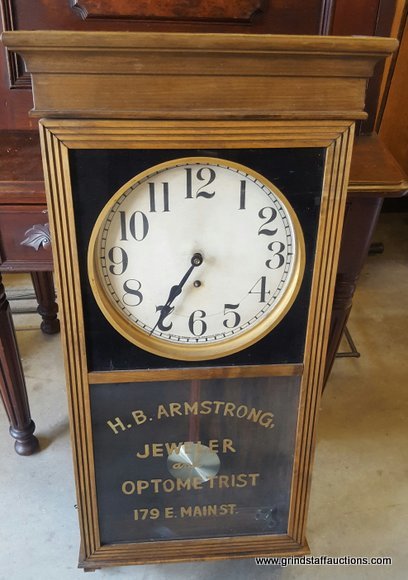 12
1
2
3
4
5
6
7
8
9
10
11
H. B. ARMSTRONG,
JEWELER
and
OPTOMETRIST
179 E. MAIN ST.
www.grindstaffauctions.com